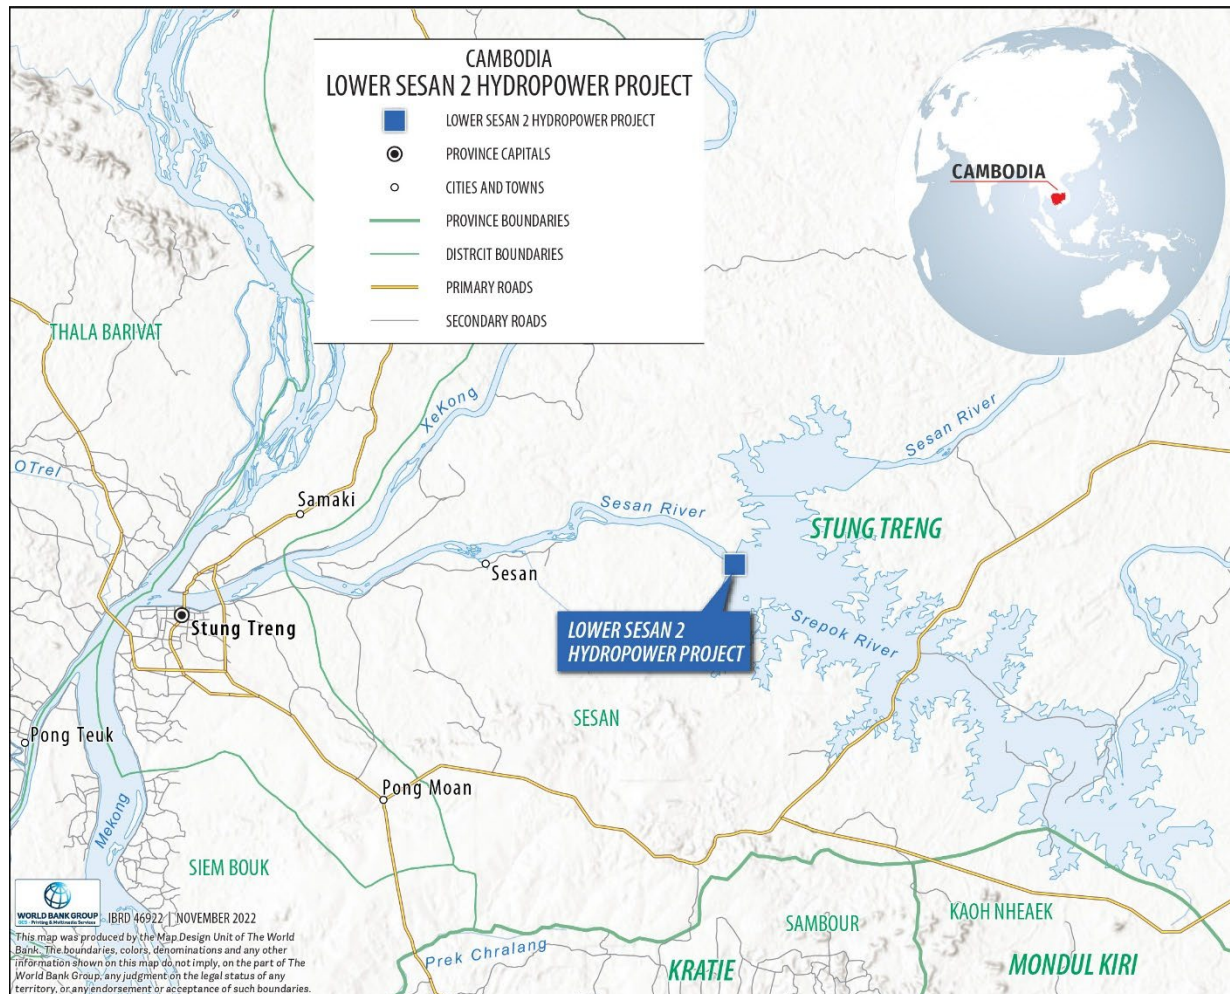 CAMBODIA
LOWER SESAN 2 HYDROPOWER PROJECT
LOWER SESAN 2 HYDROPOWER PROJECT
PROVINCE CAPITALS
CITIES AND TOWNS
PROVINCE BOUNDARIES
DISTRCIT BOUNDARIES
PRIMARY ROADS
SECONDARY ROADS
CAMBODIA
THALA BARIVAT
XeKong
Sesan River
OTrel
Samaki
Sesan River
STUNG TRENG
Sesan
Stung Treng
LOWER SESAN 2
HYDROPOWER PROJECT
Srepok River
SESAN
Pong Teuk
Pong Moan
Mekong
SIEM BOUK
KAOH NHEAEK
SAMBOUR
Prek Chralang
KRATIE
MONDUL KIRI
WORLD BANK GROUP
GCS - Printing & Multimedia Services
IBRD 46922 | NOVEMBER 2022
This map was produced by the Map Design Unit of The World
Bank. The boundaries, colors, denominations and any other
information shown on this map do not imply, on the part of The
World Bank Group, any judgment on the legal status of any
territory, or any endorsement or acceptance of such boundaries.